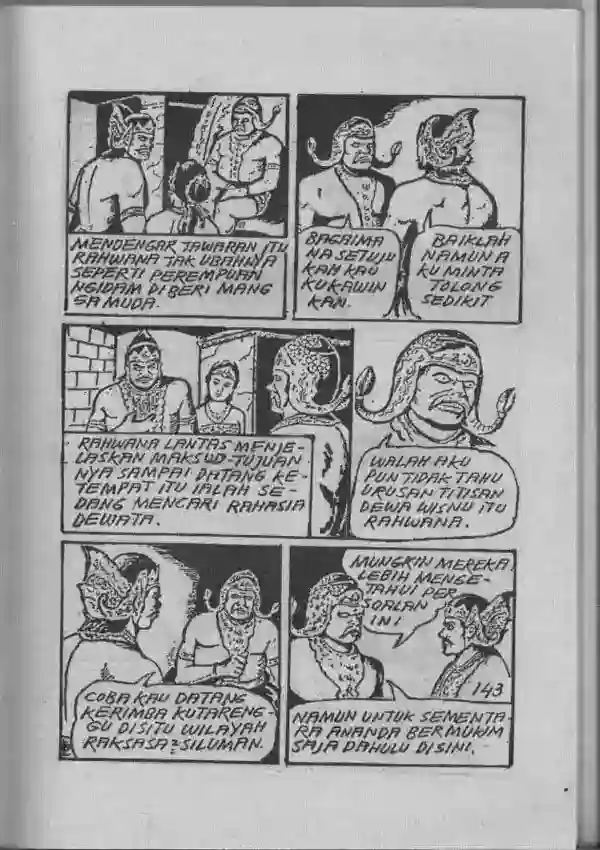 MENDENGAR TAWARAN ITU
RAHWANA TAK UBAHNYA
SEPERTI PEREMPUAN
NGIDAM DIBERI MANG
GA MUDA.
BAGAIMA
NA SETUJU
KAH KAU
KUKAWIN
KAN.
BAIKLAH
NAMUN A
KU MINTA
TOLONG
SEDIKIT
RAHWANA LANTAS MENJE-
LASKAN MAKSUD-TUJUAN
NYA SAMPAI DATANG KE-
TEMPAT ITU IALAH SE-
DANG MENCARI RAHASIA
DEWATA.
WALAH AKU
PUN TIDAK TAHU
URUSAN TITISAN
DEWA WISNU ITU
RAHWANA.
COBA KAU DATANG
KERIMBA KUTARENG-
GU DISITU WILAYAH
RAKSASA2 SILUMAN.
MUNGKIN MEREKA
LEBIH MENGE-
TAHUI PER
SOALAN
INI
143
NAMUN UNTUK SEMENTA-
RA ANANDA BERMUKIM
SAJA DAHULU DISINI.